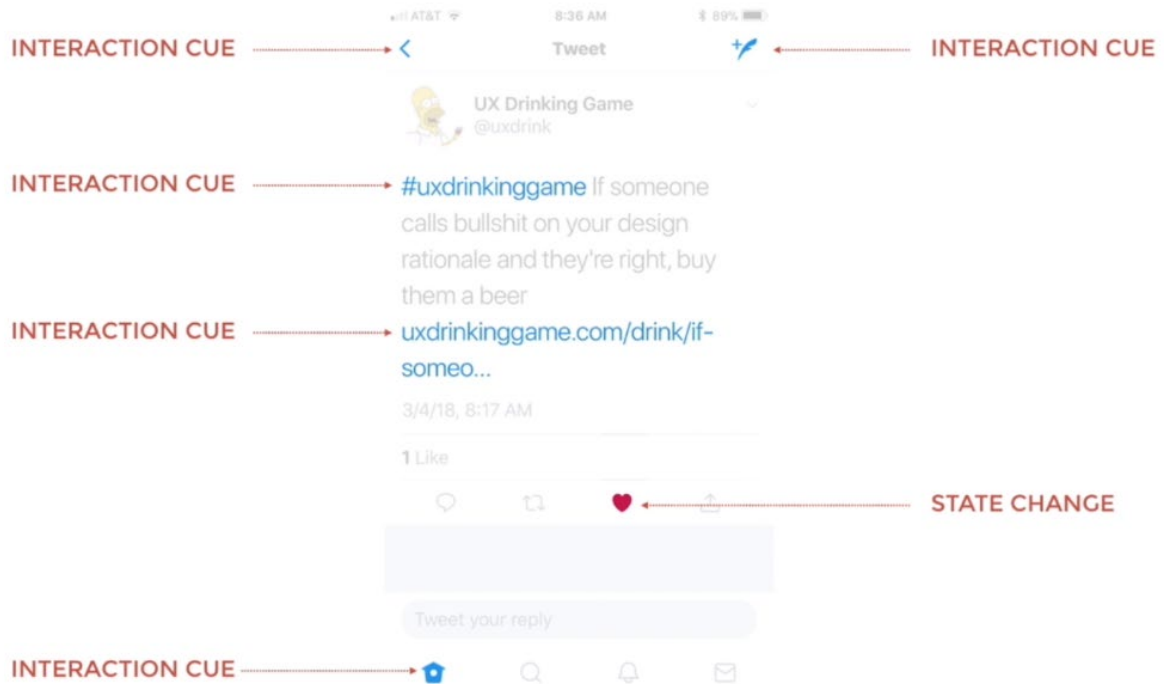 AT&T 8:36 AM 89%
INTERACTION CUE
Tweet
INTERACTION CUE
UX Drinking Game
@uxdrink
INTERACTION CUE
#uxdrinkinggame If someone
calls bullshit on your design
rationale and they're right, buy
them a beer
INTERACTION CUE
uxdrinkinggame.com/drink/if-
someo...
3/4/18, 8:17 AM
1 Like
STATE CHANGE
Tweet your reply
INTERACTION CUE